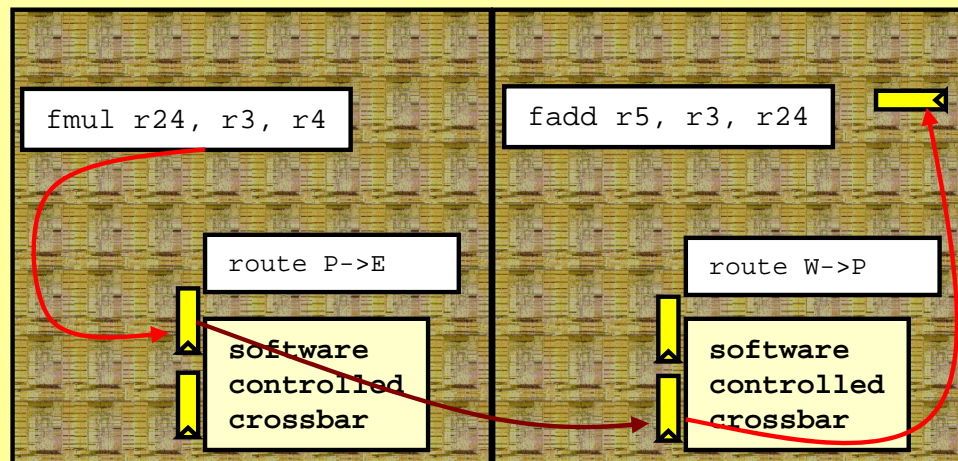 fmul r24, r3, r4
fadd r5, r3, r24
route P->E
route W->P
software
controlled
crossbar
software
controlled
crossbar